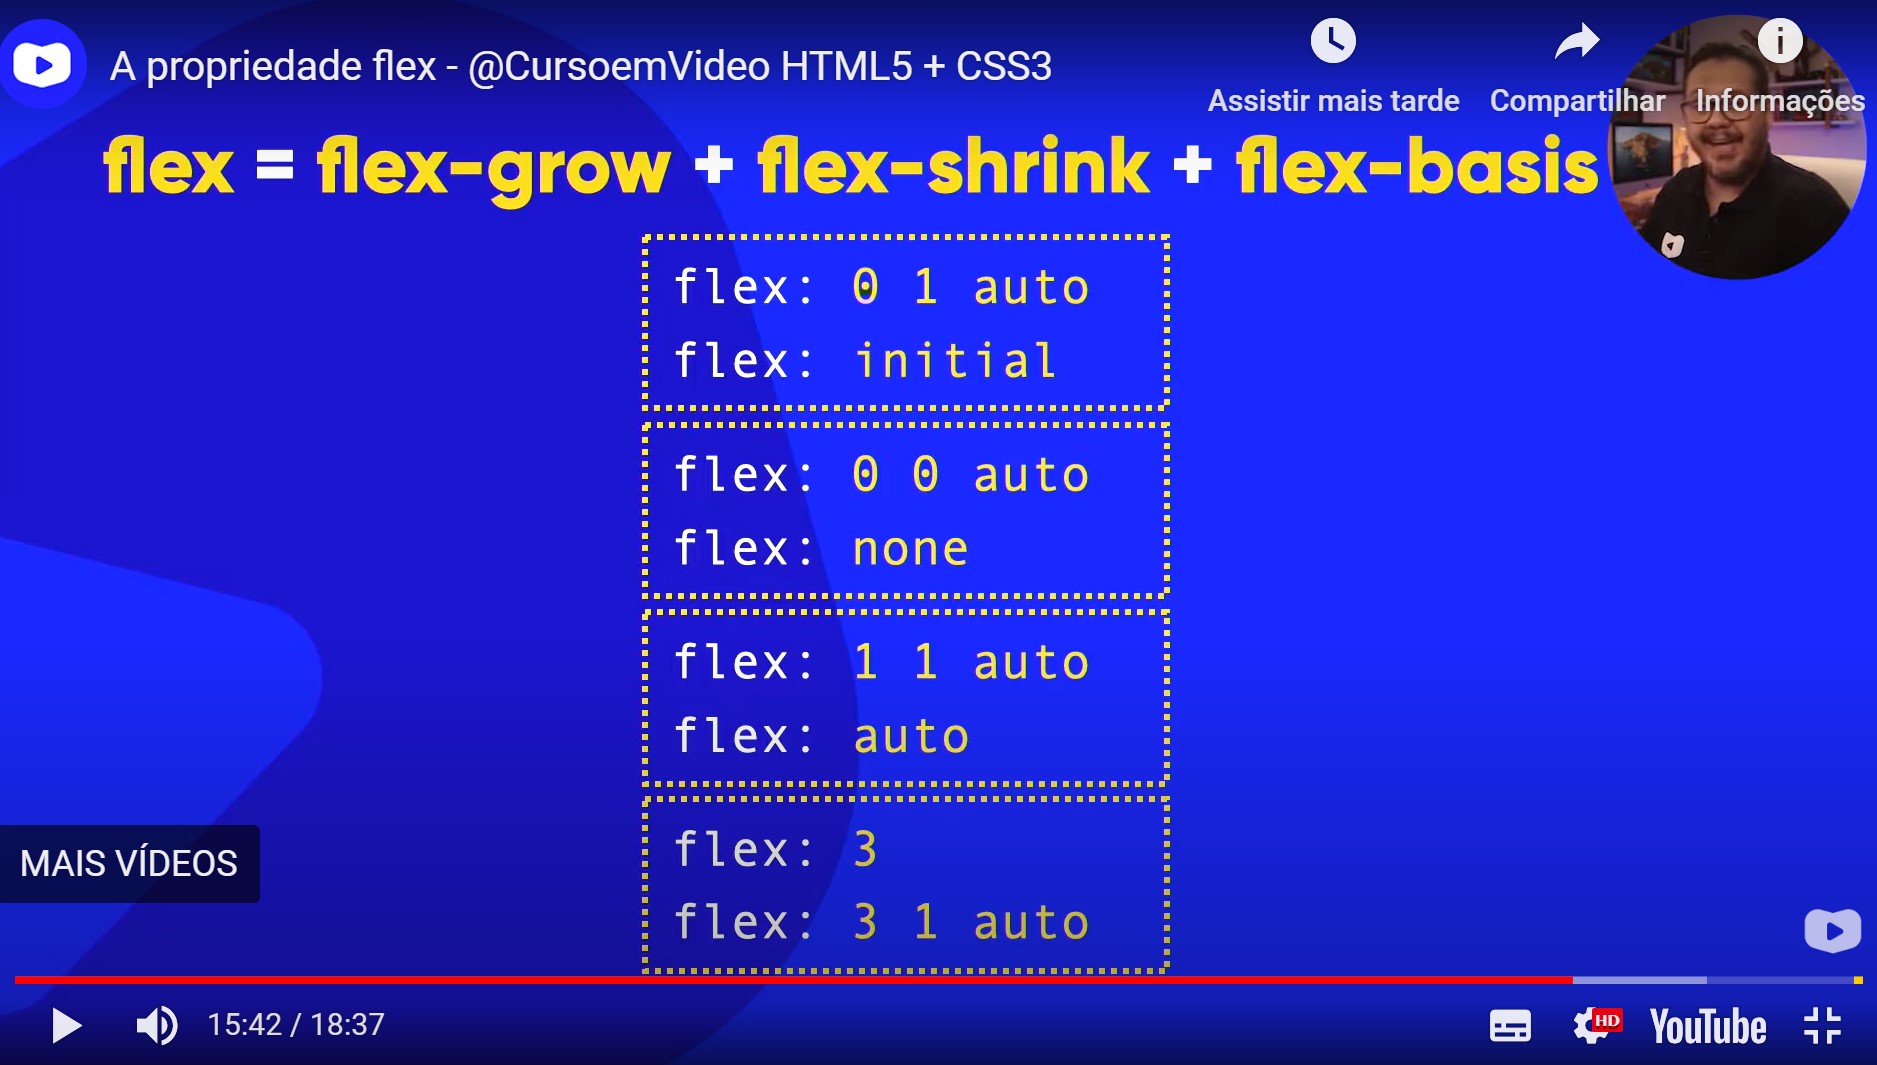 A propriedade flex - @CursoemVideo HTML5 + CSS3
Assistir mais tarde
Compartilhar
Informações
flex = flex-grow + flex-shrink + flex-basis
flex: 0 1 auto
flex: initial
flex: 0 0 auto
flex: none
flex: 1 1 auto
flex: auto
flex: 3
flex: 3 1 auto
MAIS VÍDEOS
15:42 / 18:37
HD
YouTube